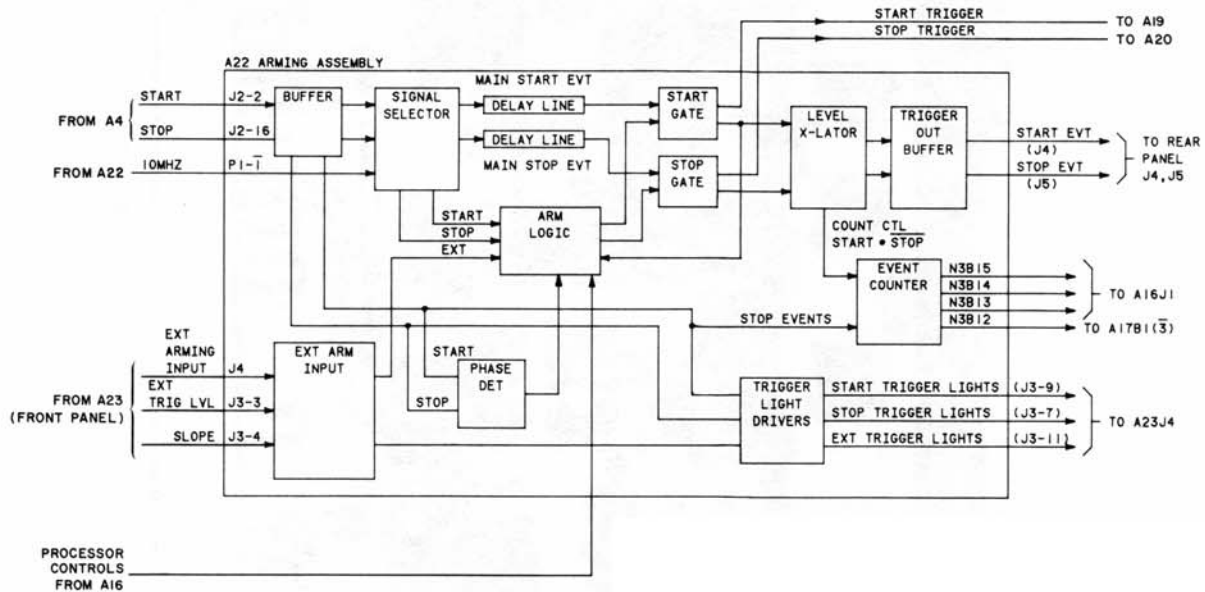 START TRIGGER
TO A19
STOP TRIGGER
TO A20
A22 ARMING ASSEMBLY
MAIN START EVT
START
J2-2
BUFFER
SIGNAL
SELECTOR
DELAY LINE
START
GATE
LEVEL
X-LATOR
TRIGGER
OUT
BUFFER
FROM A4
STOP
J2-16
DELAY LINE
MAIN STOP EVT
START EVT
(J4)
STOP EVT
(J5)
TO REAR
PANEL
J4, J5
FROM A22
10MHZ
P1-1̅
STOP
GATE
START
STOP
EXT
ARM
LOGIC
COUNT CTL
START • S̅T̅O̅P̅
EVENT
COUNTER
N3B15
N3B14
N3B13
N3B12
TO A16J1
TO A17B1(3̅)
STOP EVENTS
EXT
ARMING
INPUT
J4
EXT
TRIG LVL
J3-3
SLOPE
J3-4
FROM A23
(FRONT PANEL)
EXT ARM
INPUT
START
STOP
PHASE
DET
TRIGGER
LIGHT
DRIVERS
START TRIGGER LIGHTS (J3-9)
STOP TRIGGER LIGHTS (J3-7)
EXT TRIGGER LIGHTS (J3-11)
TO A23J4
PROCESSOR
CONTROLS
FROM A16